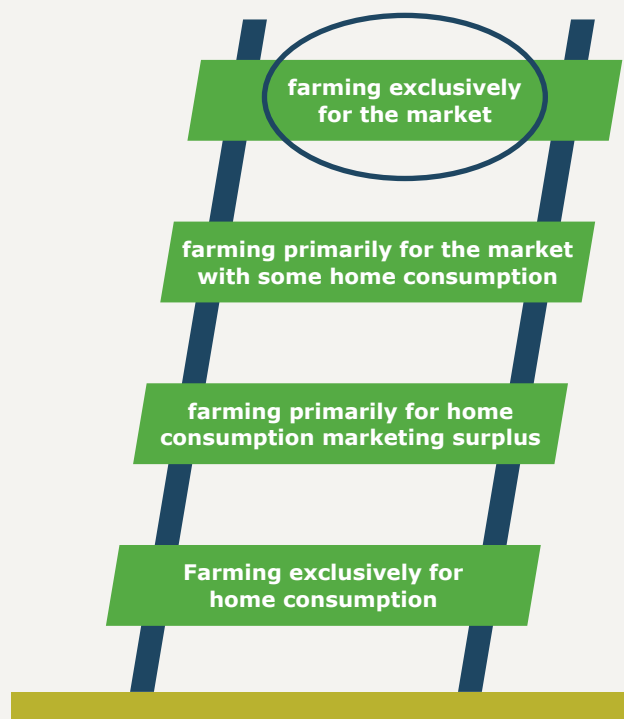 farming exclusively
for the market
farming primarily for the market
with some home consumption
farming primarily for home
consumption marketing surplus
Farming exclusively for
home consumption